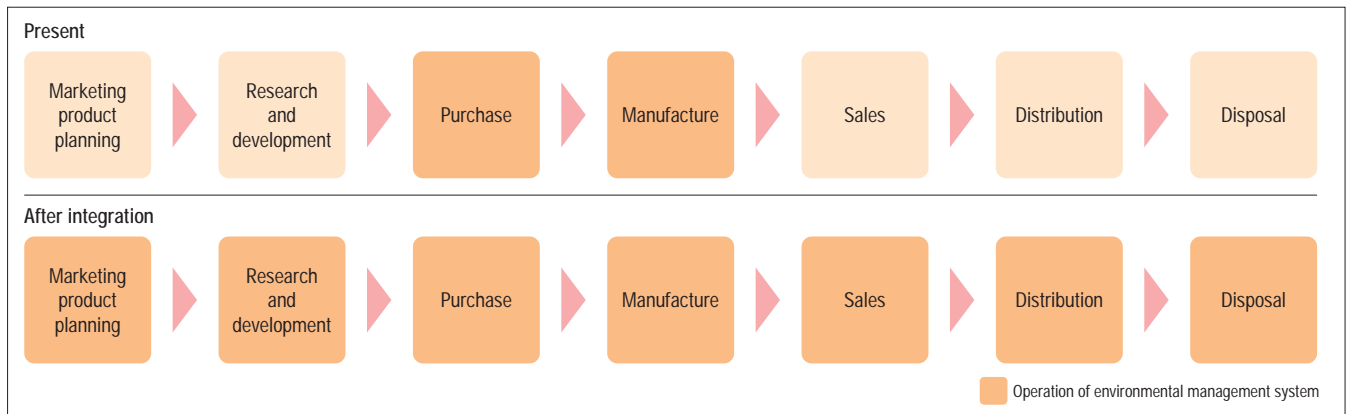 Present
Marketing
product
planning
Research
and
development
Purchase
Manufacture
Sales
Distribution
Disposal
After integration
Marketing
product
planning
Research
and
development
Purchase
Manufacture
Sales
Distribution
Disposal
Operation of environmental management system